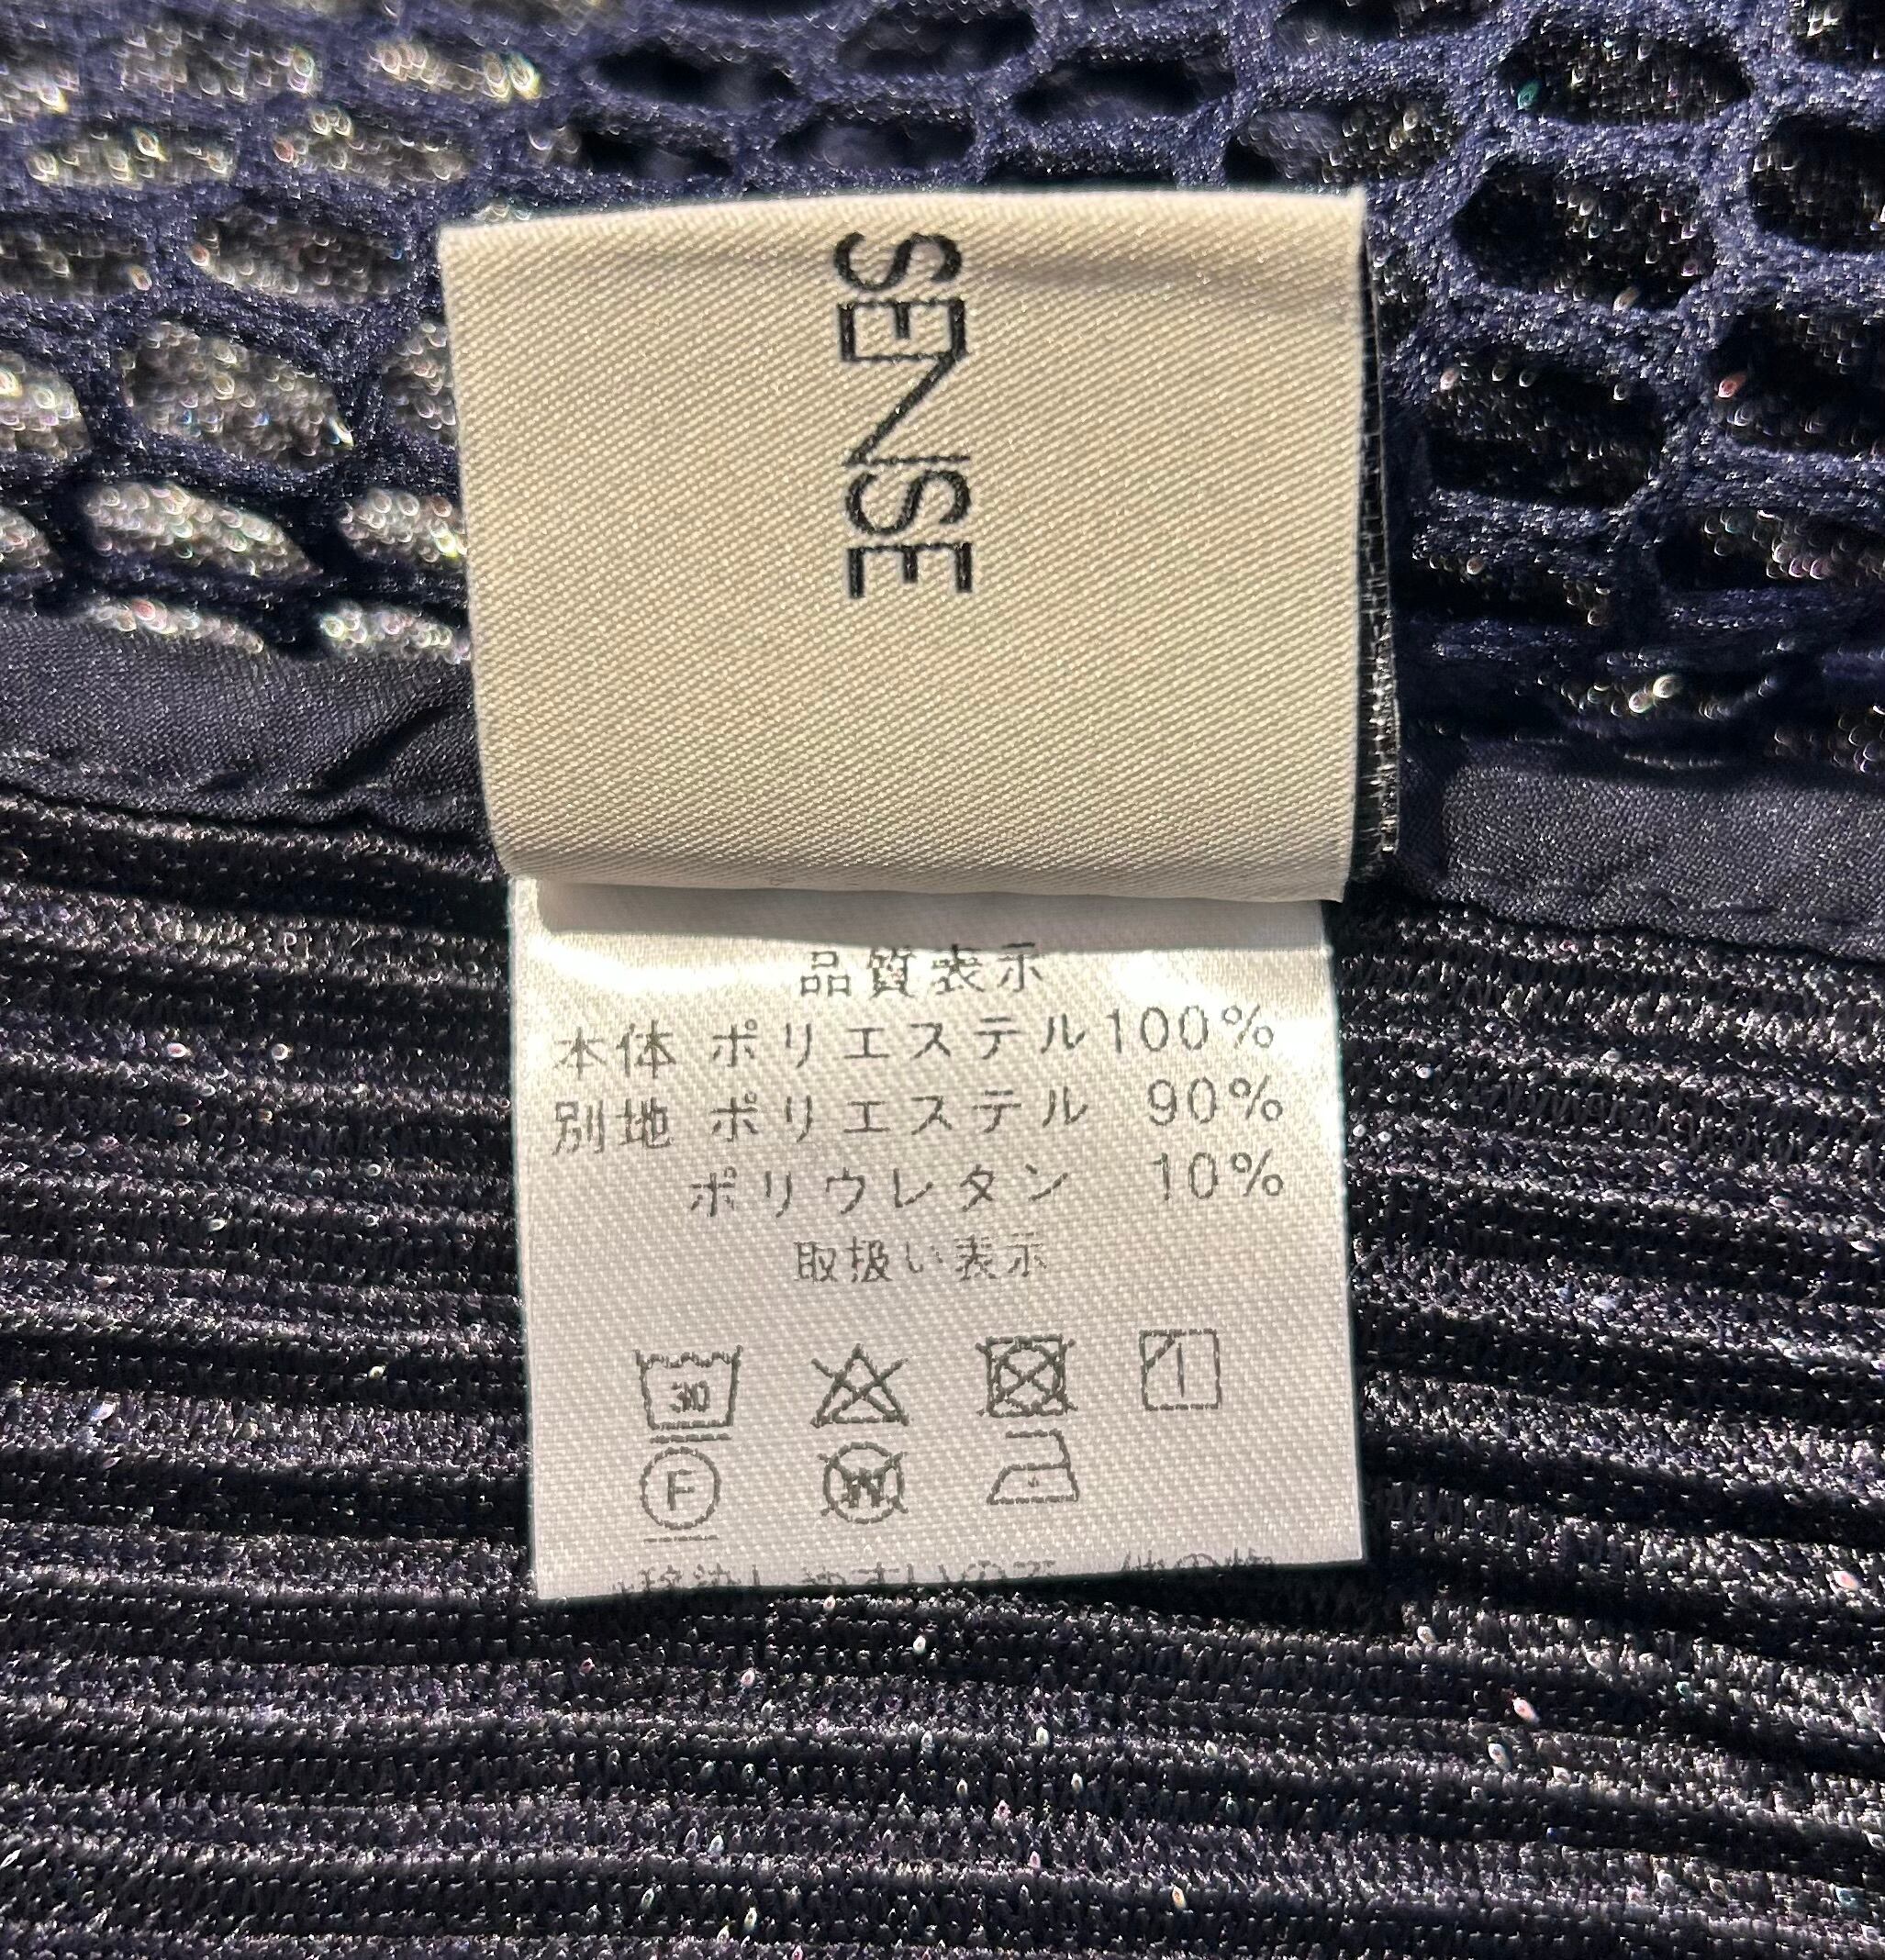 SENSE
品質表示
本体 ポリエステル100%
別地 ポリエステル 90%
ポリウレタン 10%
取扱い表示
30
F W